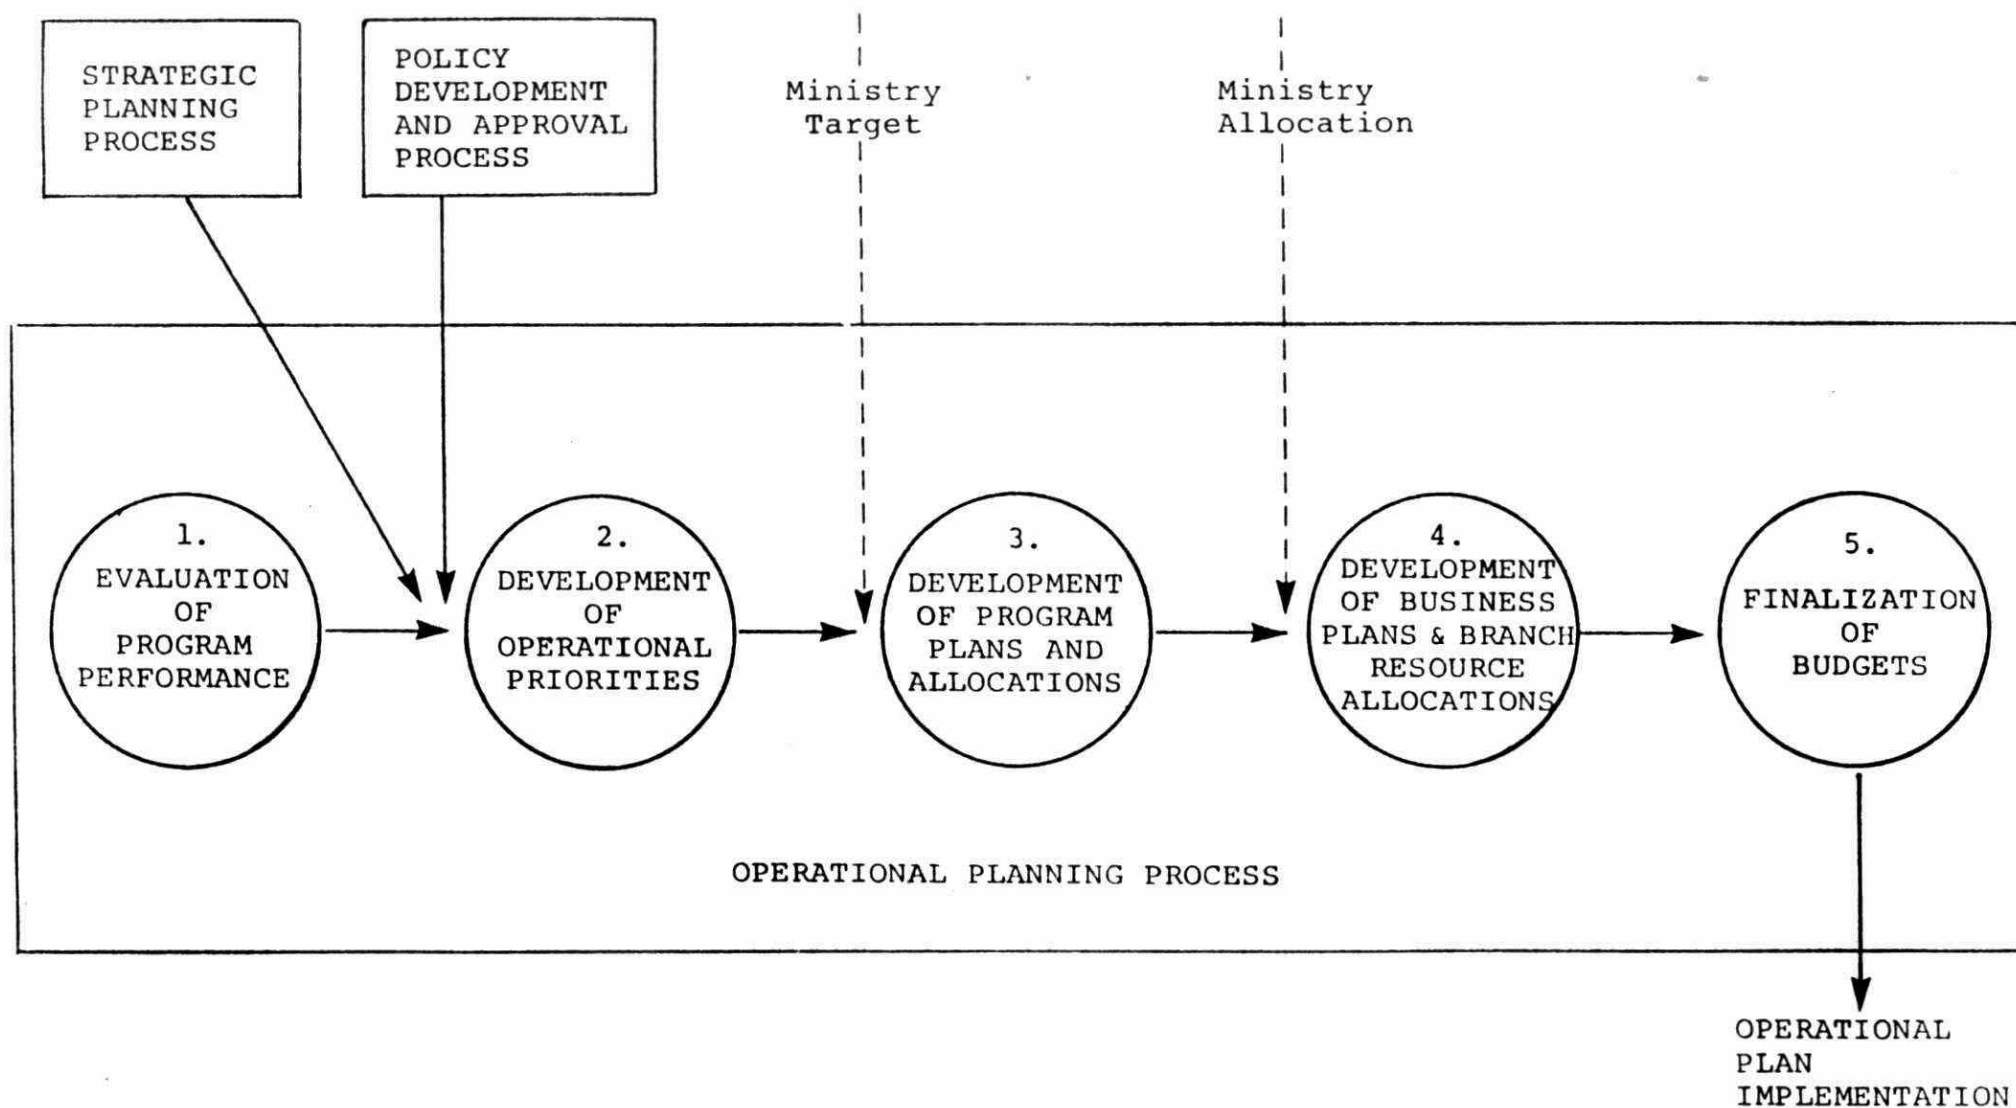 STRATEGIC
PLANNING
PROCESS
POLICY
DEVELOPMENT
AND APPROVAL
PROCESS
Ministry
Target
Ministry
Allocation
1.
EVALUATION
OF
PROGRAM
PERFORMANCE
2.
DEVELOPMENT
OF
OPERATIONAL
PRIORITIES
3.
DEVELOPMENT
OF PROGRAM
PLANS AND
ALLOCATIONS
4.
DEVELOPMENT
OF BUSINESS
PLANS & BRANCH
RESOURCE
ALLOCATIONS
5.
FINALIZATION
OF
BUDGETS
OPERATIONAL PLANNING PROCESS
OPERATIONAL
PLAN
IMPLEMENTATION